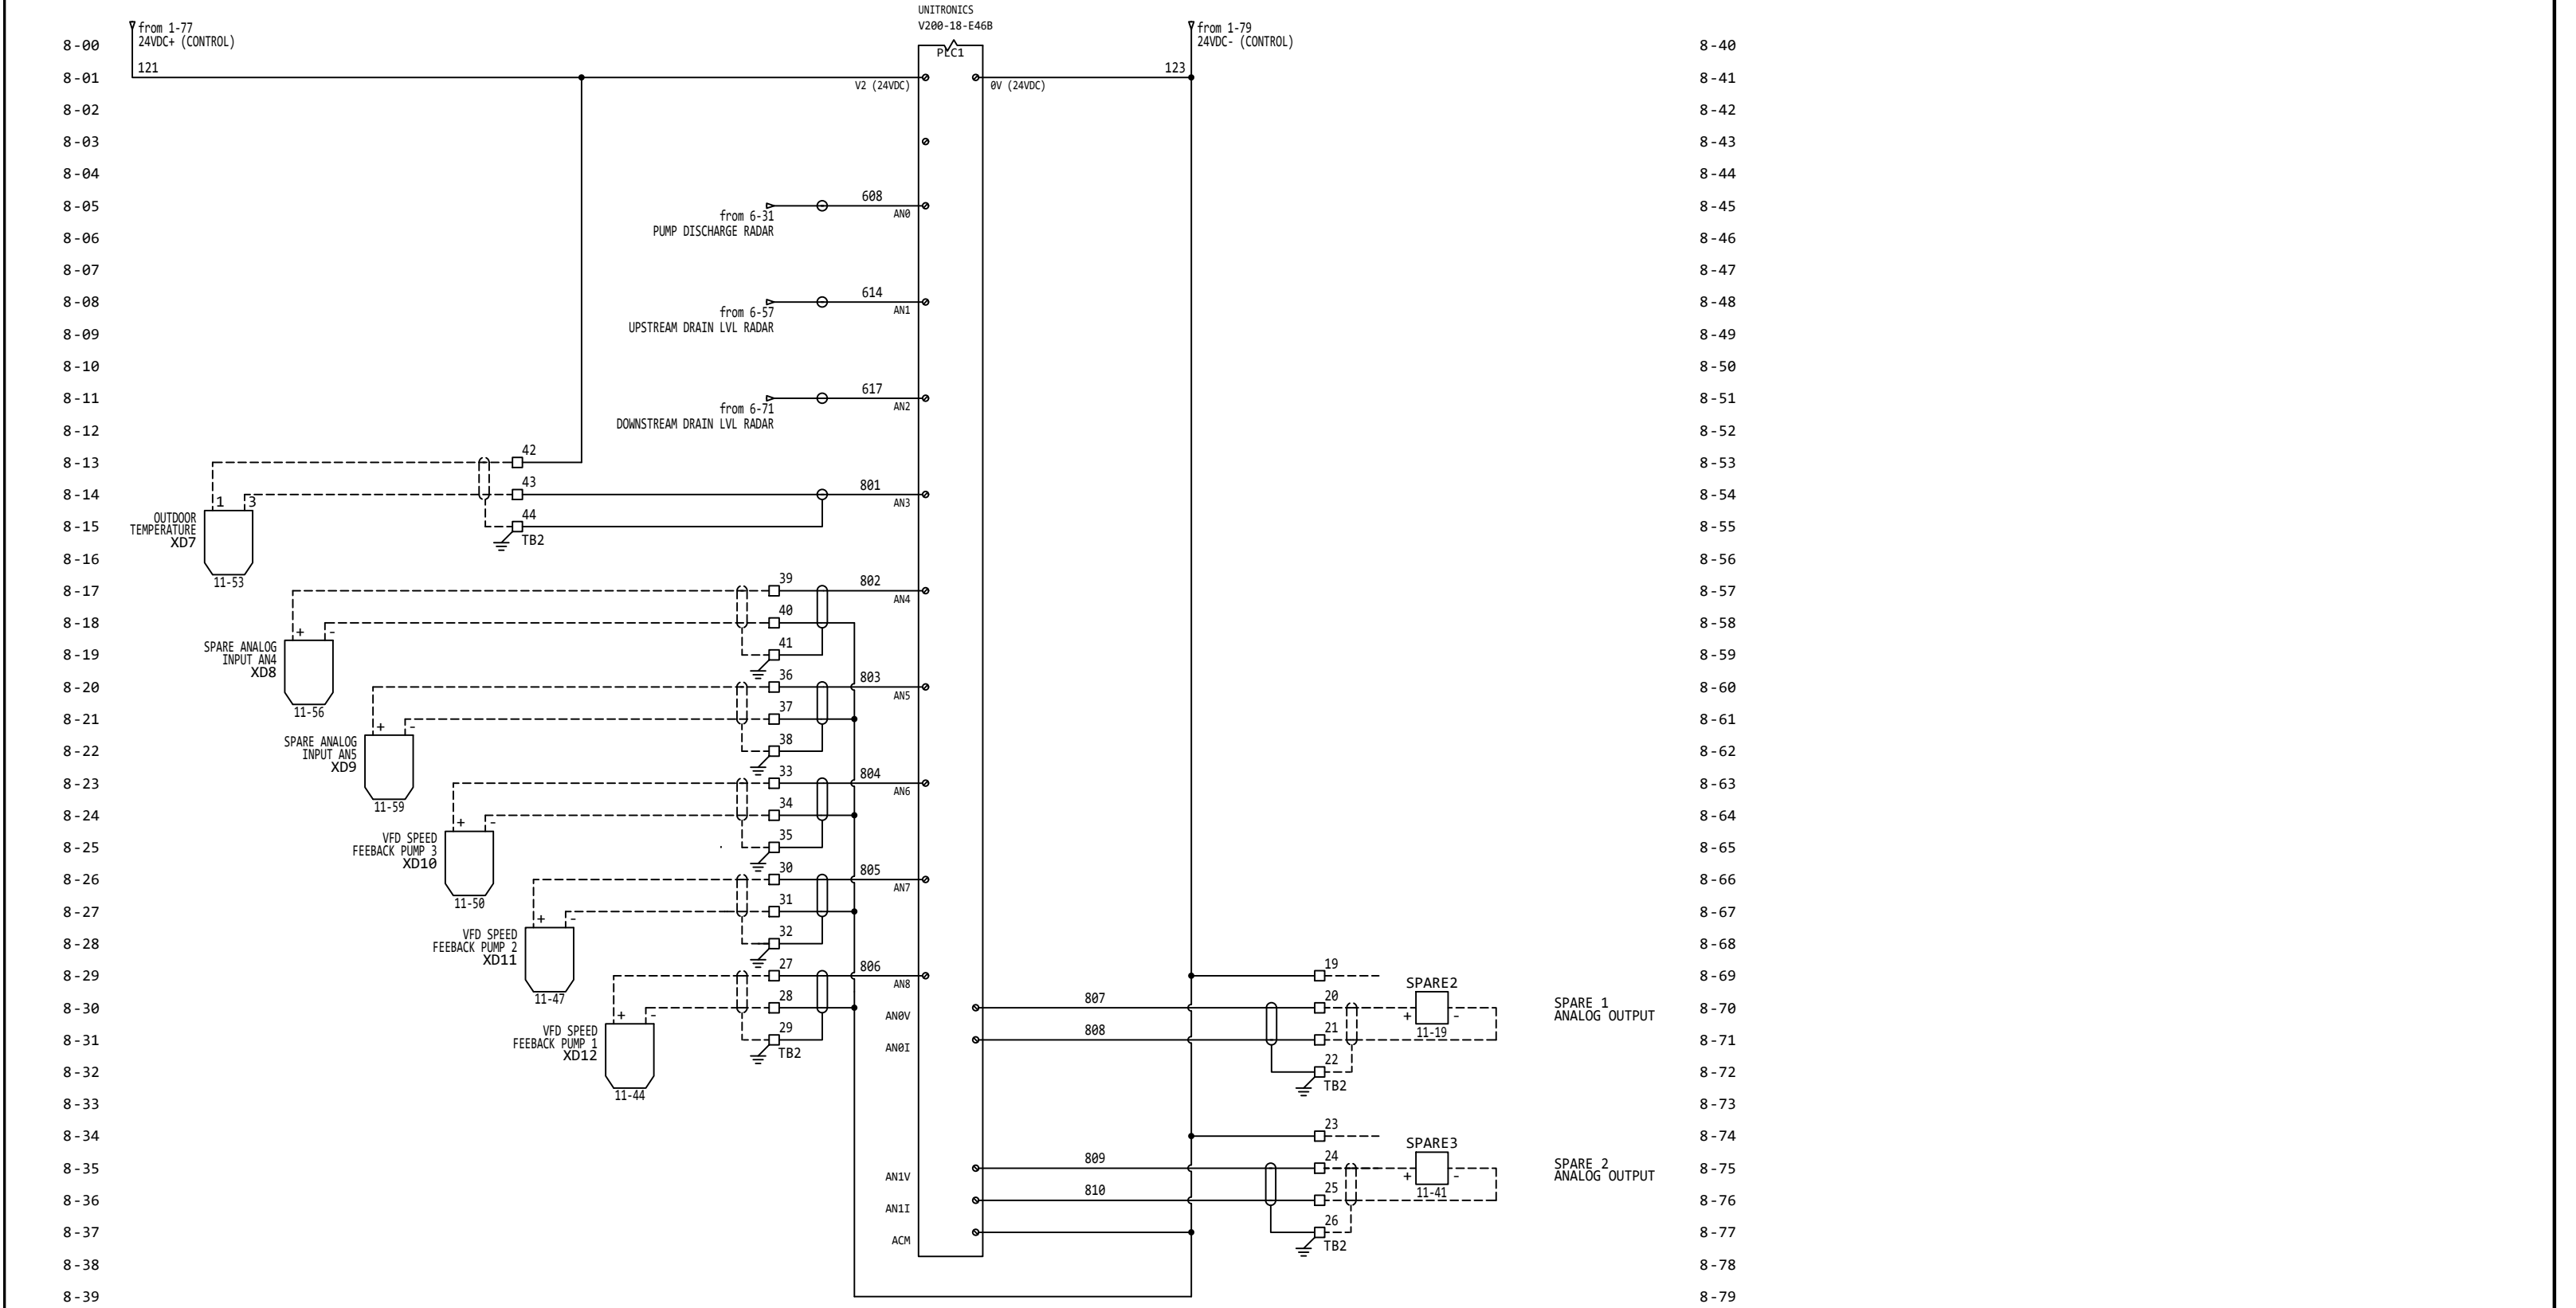 UNITRONICS
V200-18-E46B
PLC1
from 1-77
24VDC+ (CONTROL)
from 1-79
24VDC- (CONTROL)
8-00
8-01
8-02
8-03
8-04
8-05
8-06
8-07
8-08
8-09
8-10
8-11
8-12
8-13
8-14
8-15
8-16
8-17
8-18
8-19
8-20
8-21
8-22
8-23
8-24
8-25
8-26
8-27
8-28
8-29
8-30
8-31
8-32
8-33
8-34
8-35
8-36
8-37
8-38
8-39
121
V2 (24VDC)
123
0V (24VDC)
608
AN0
from 6-31
PUMP DISCHARGE RADAR
614
AN1
from 6-57
UPSTREAM DRAIN LVL RADAR
617
AN2
from 6-71
DOWNSTREAM DRAIN LVL RADAR
42
43
801
AN3
44
TB2
1 3
OUTDOOR
TEMPERATURE
XD7
11-53
39
802
AN4
40
41
+ -
SPARE ANALOG
INPUT AN4
XD8
11-56
36
803
AN5
37
38
+ -
SPARE ANALOG
INPUT AN5
XD9
11-59
33
804
AN6
34
35
+ -
VFD SPEED
FEEBACK PUMP 3
XD10
11-50
30
805
AN7
31
32
+ -
VFD SPEED
FEEBACK PUMP 2
XD11
11-47
27
806
AN8
28
29
TB2
+ -
VFD SPEED
FEEBACK PUMP 1
XD12
11-44
AN0V
AN0I
AN1V
AN1I
ACM
19
807
20
808
21
22
TB2
SPARE2
+ -
11-19
SPARE 1
ANALOG OUTPUT
23
809
24
810
25
26
TB2
SPARE3
+ -
11-41
SPARE 2
ANALOG OUTPUT
8-40
8-41
8-42
8-43
8-44
8-45
8-46
8-47
8-48
8-49
8-50
8-51
8-52
8-53
8-54
8-55
8-56
8-57
8-58
8-59
8-60
8-61
8-62
8-63
8-64
8-65
8-66
8-67
8-68
8-69
8-70
8-71
8-72
8-73
8-74
8-75
8-76
8-77
8-78
8-79